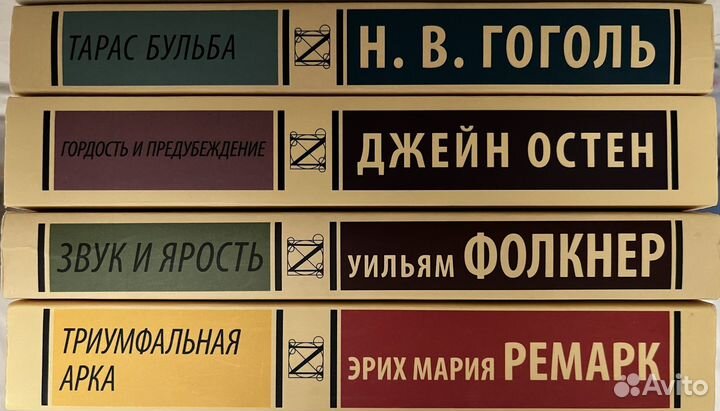 ТАРАС БУЛЬБА
Н. В. ГОГОЛЬ
ГОРДОСТЬ И ПРЕДУБЕЖДЕНИЕ
ДЖЕЙН ОСТЕН
ЗВУК И ЯРОСТЬ
УИЛЬЯМ ФОЛКНЕР
ТРИУМФАЛЬНАЯ
АРКА
ЭРИХ МАРИЯ РЕМАРК
Avito